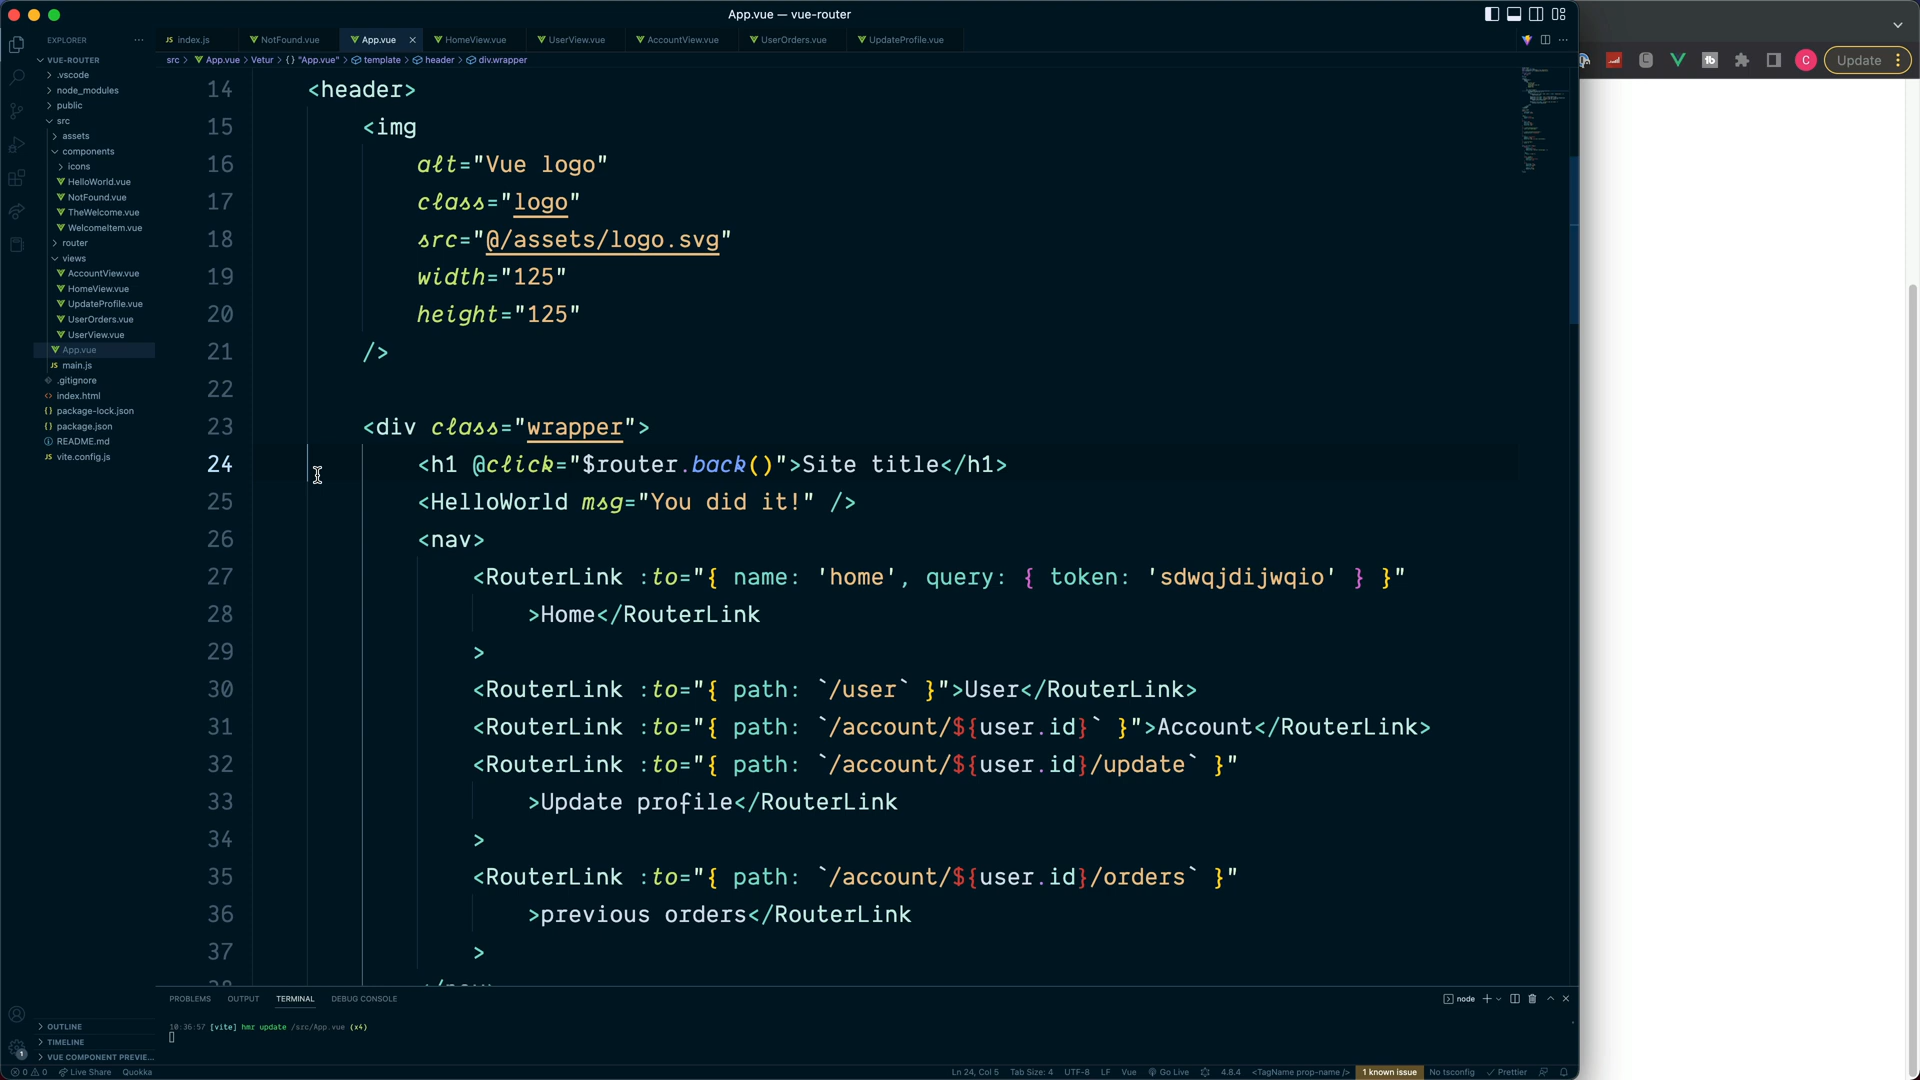 App.vue — vue-router
EXPLORER
index.js
NotFound.vue
App.vue
HomeView.vue
UserView.vue
AccountView.vue
UserOrders.vue
UpdateProfile.vue
src > App.vue > Vetur > {} "App.vue" > template > header > div.wrapper
Update
VUE-ROUTER
.vscode
node_modules
public
src
assets
components
icons
HelloWorld.vue
NotFound.vue
TheWelcome.vue
WelcomeItem.vue
router
views
AccountView.vue
HomeView.vue
UpdateProfile.vue
UserOrders.vue
UserView.vue
App.vue
main.js
.gitignore
index.html
package-lock.json
package.json
README.md
vite.config.js
14 <header>
15 <img
16 alt="Vue logo"
17 class="logo"
18 src="@/assets/logo.svg"
19 width="125"
20 height="125"
21 />
22
23 <div class="wrapper">
24 <h1 @click="$router.back()">Site title</h1>
25 <HelloWorld msg="You did it!" />
26 <nav>
27 <RouterLink :to="{ name: 'home', query: { token: 'sdwqjdijwqio' } }"
28 >Home</RouterLink
29 >
30 <RouterLink :to="{ path: `/user` }">User</RouterLink>
31 <RouterLink :to="{ path: `/account/${user.id}` }">Account</RouterLink>
32 <RouterLink :to="{ path: `/account/${user.id}/update` }"
33 >Update profile</RouterLink
34 >
35 <RouterLink :to="{ path: `/account/${user.id}/orders` }"
36 >previous orders</RouterLink
37 >
PROBLEMS OUTPUT TERMINAL DEBUG CONSOLE
node
10:36:57 [vite] hmr update /src/App.vue (x4)
OUTLINE
TIMELINE
VUE COMPONENT PREVIE...
0 0 Live Share Quokka
Ln 24, Col 5 Tab Size: 4 UTF-8 LF Vue Go Live 4.8.4 <TagName prop-name /> 1 known issue No tsconfig Prettier